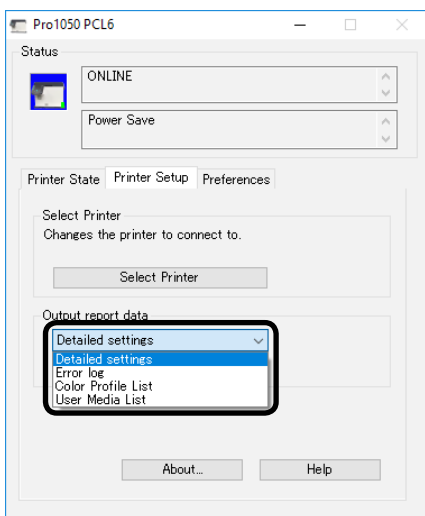 Pro1050 PCL6
Status
ONLINE
Power Save
Printer State Printer Setup Preferences
Select Printer
Changes the printer to connect to.
Select Printer
Output report data
Detailed settings
Detailed settings
Error log
Color Profile List
User Media List
About... Help